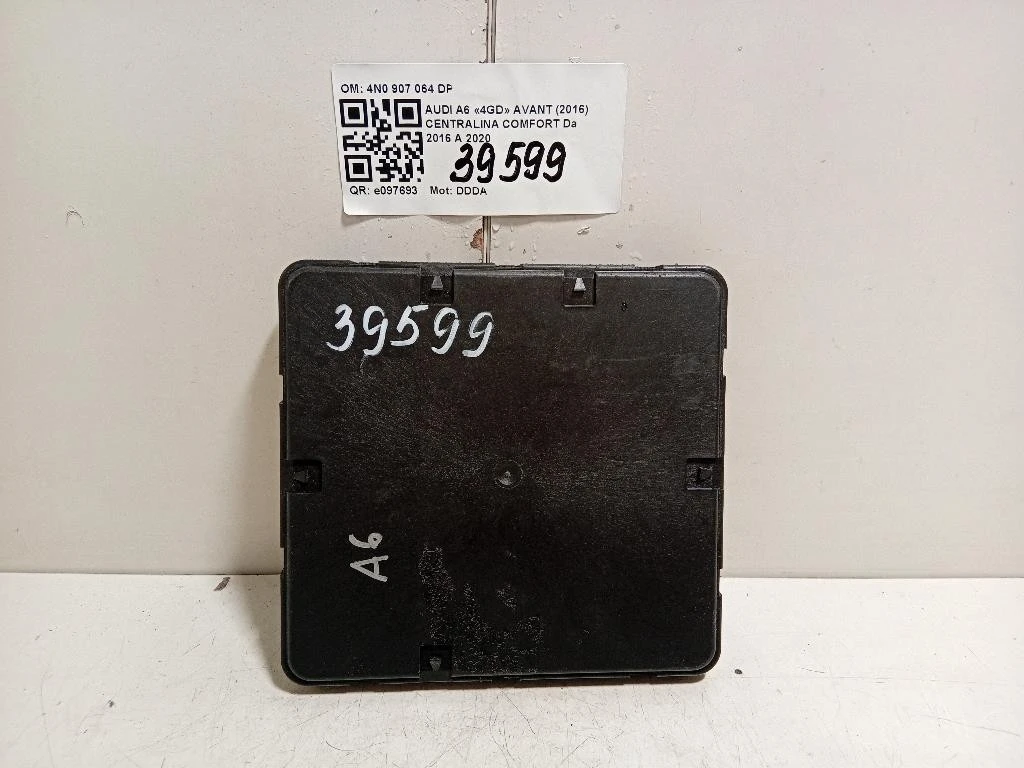 OM: 4N0 907 064 DP
AUDI A6 «4GD» AVANT (2016)
CENTRALINA COMFORT Da
2016 A 2020
39599
QR: e097693 Mot: DDDA
39599
A6